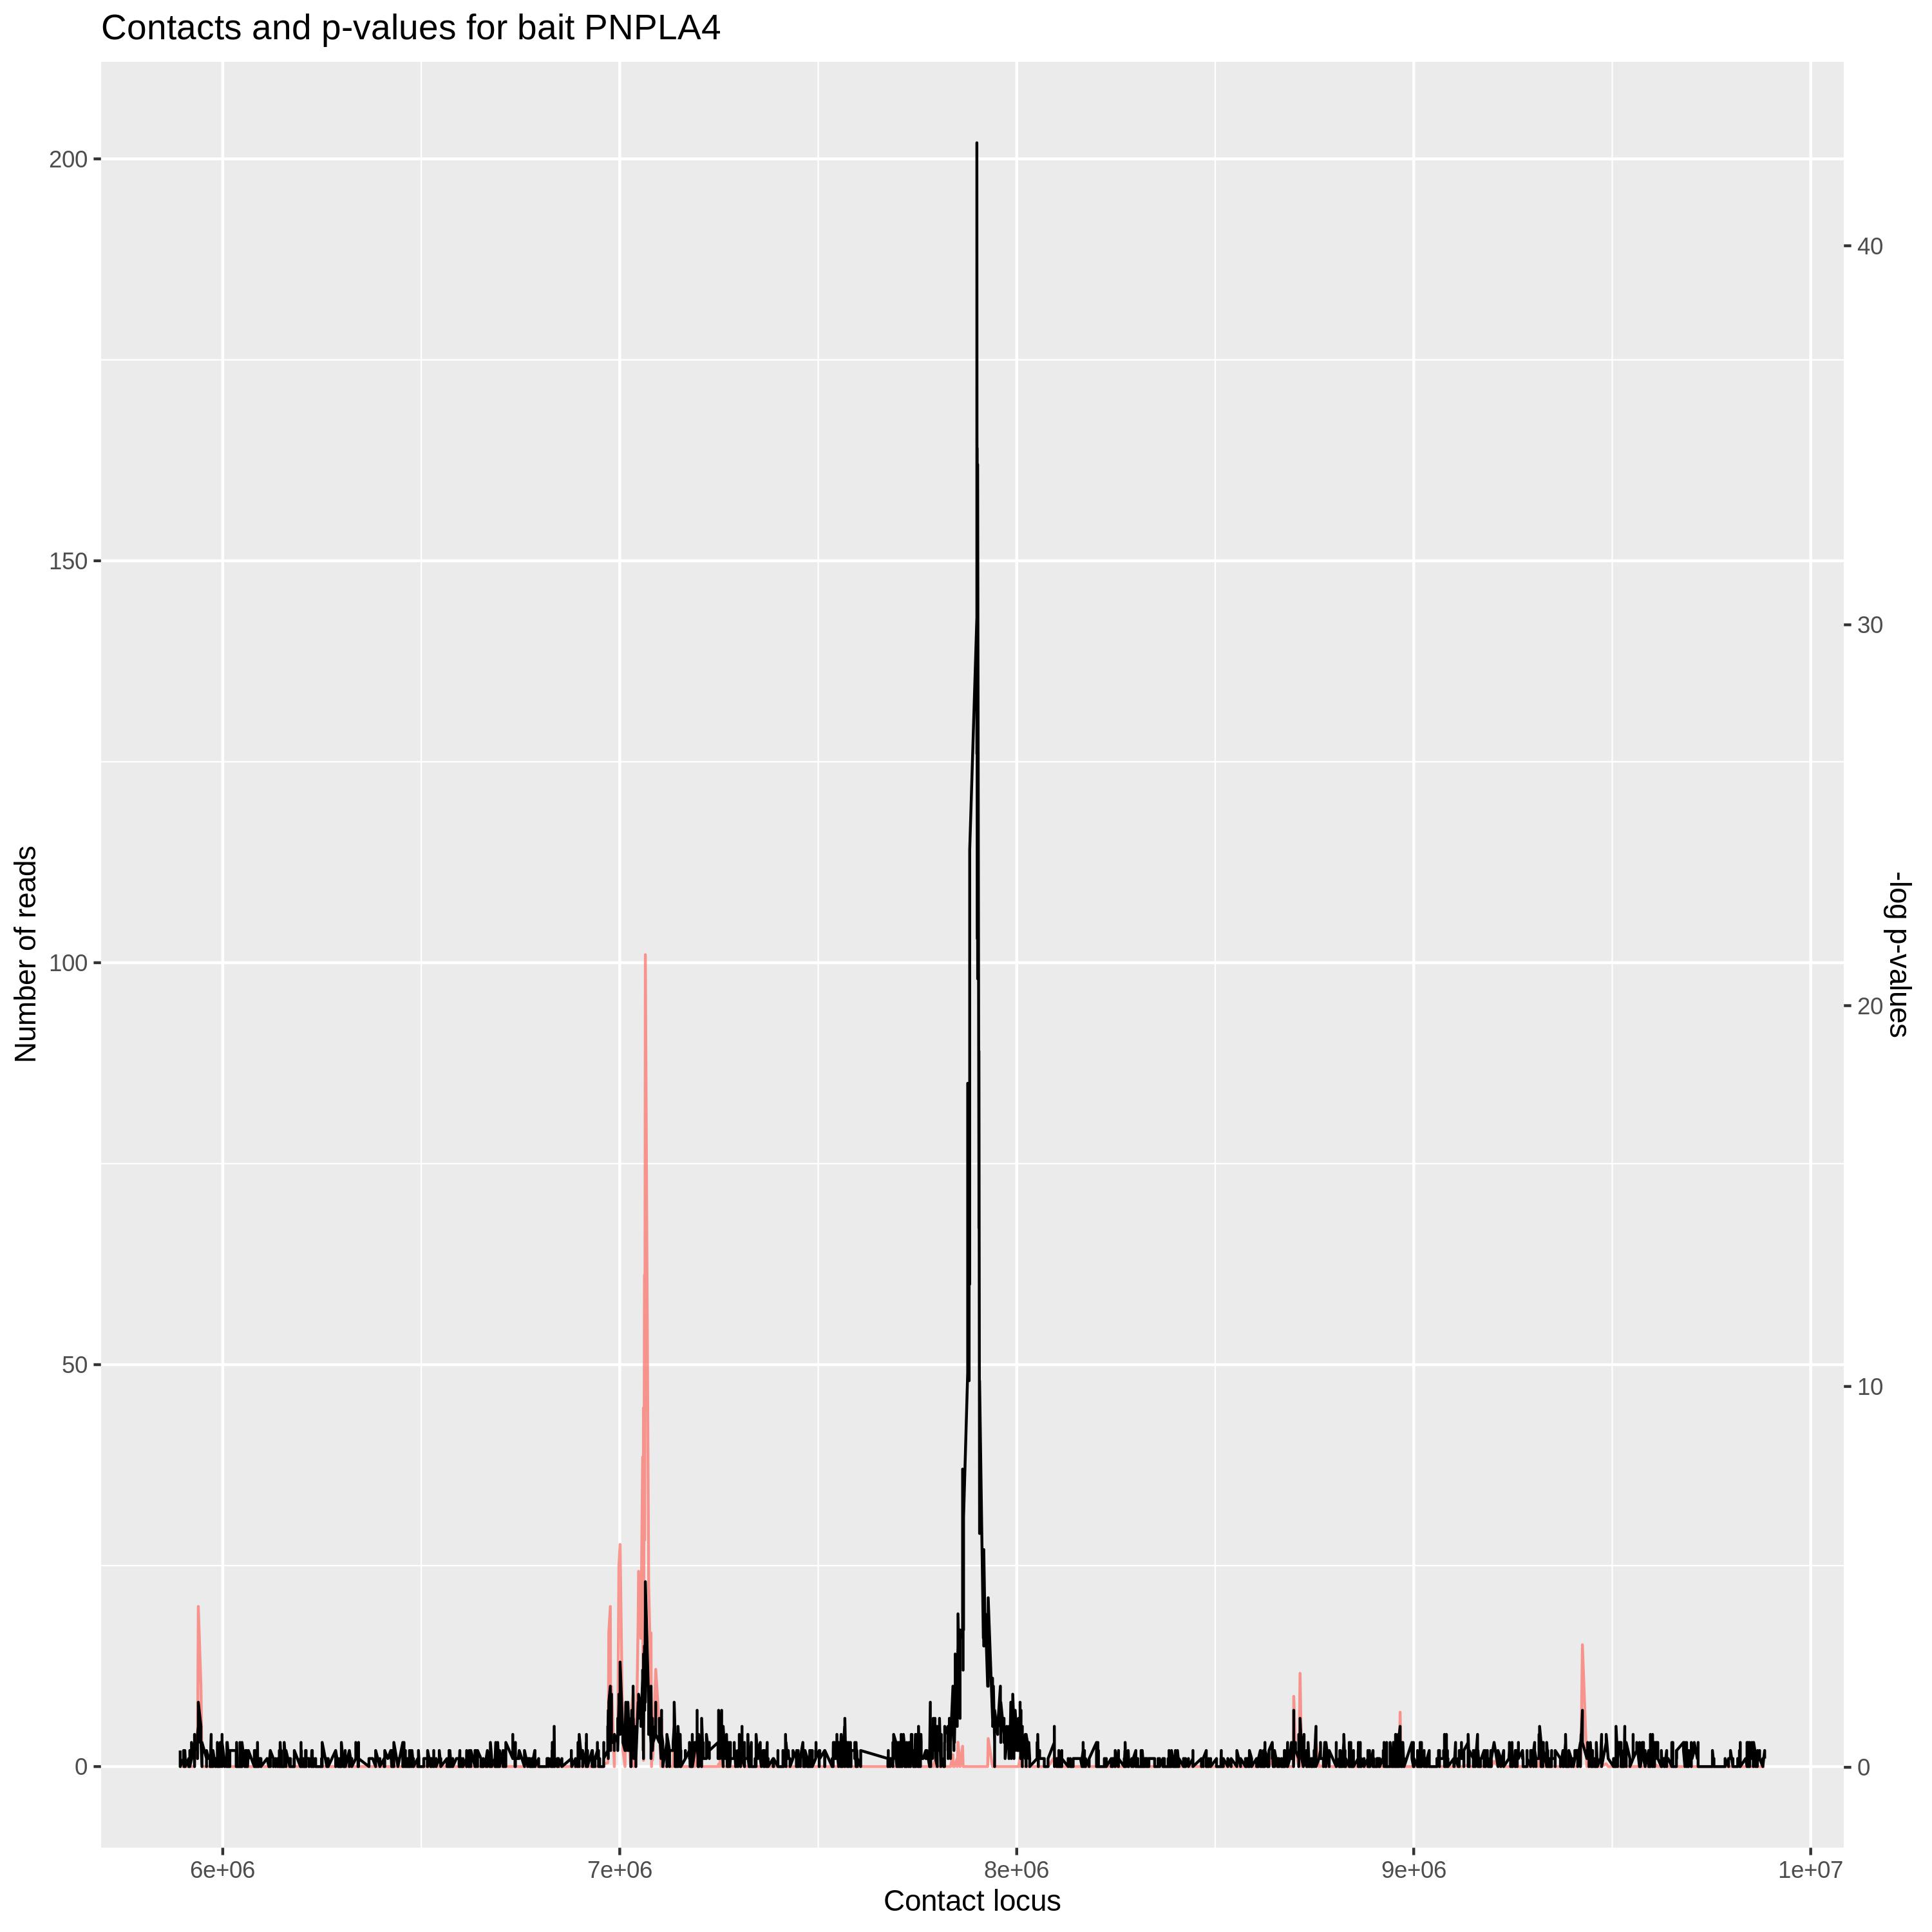 Contacts and p-values for bait PNPLA4
200
150
100
50
0
Number of reads
40
30
20
10
0
-log p-values
6e+06
7e+06
8e+06
9e+06
1e+07
Contact locus